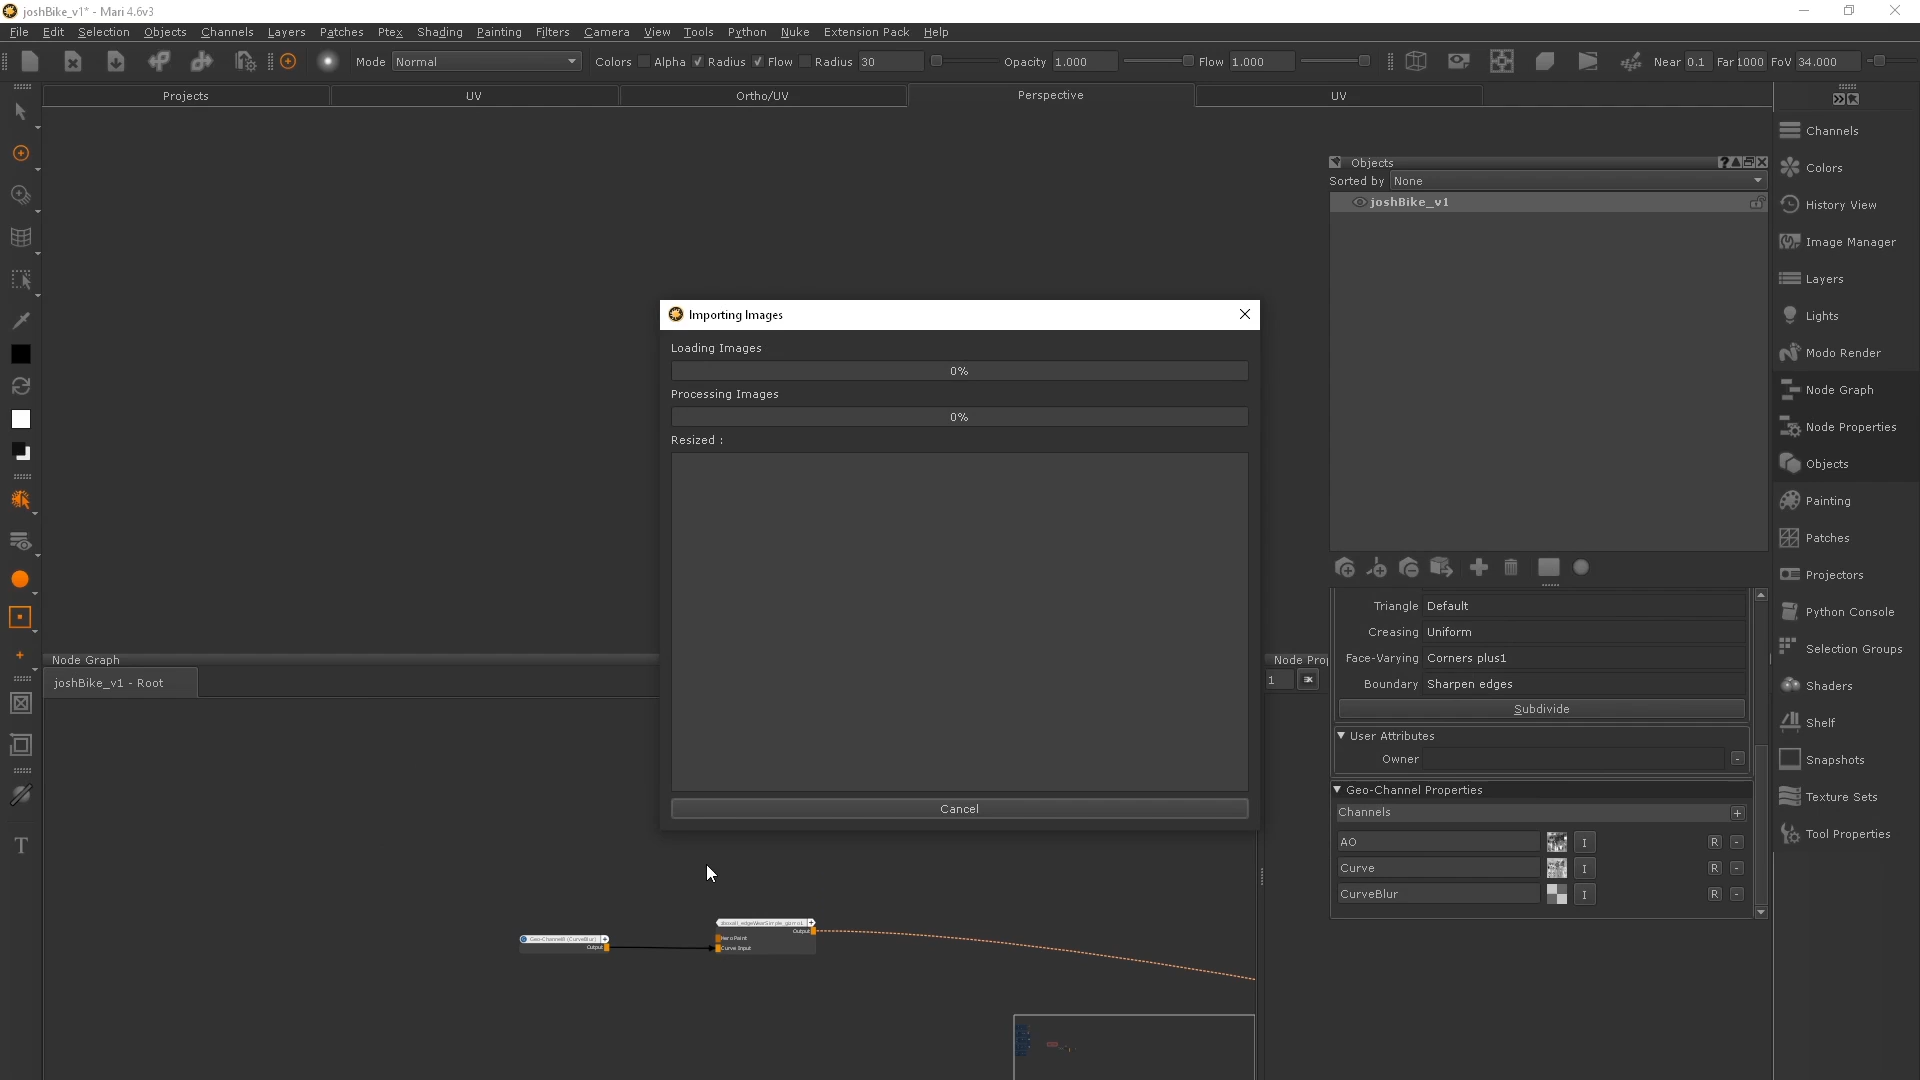 joshBike_v1* - Mari 4.6v3
File Edit Selection Objects Channels Layers Patches Ptex Shading Painting Filters Camera View Tools Python Nuke Extension Pack Help
Mode Normal Colors Alpha Radius Flow Radius 30 Opacity 1.000 Flow 1.000 Near 0.1 Far 1000 FoV 34.000
Projects UV Ortho/UV Perspective UV
Objects
Sorted by None
joshBike_v1
Importing Images
Loading Images
0%
Processing Images
0%
Resized :
Cancel
Channels
Colors
History View
Image Manager
Layers
Lights
Modo Render
Node Graph
Node Properties
Objects
Painting
Patches
Projectors
Python Console
Selection Groups
Shaders
Shelf
Snapshots
Texture Sets
Tool Properties
Triangle Default
Creasing Uniform
Face-Varying Corners plus1
Boundary Sharpen edges
Subdivide
User Attributes
Owner
Geo-Channel Properties
Channels
AO I R -
Curve I R -
CurveBlur I R -
Node Graph
Node Prop
joshBike_v1 - Root
1
T
Output
Output
Curve Input